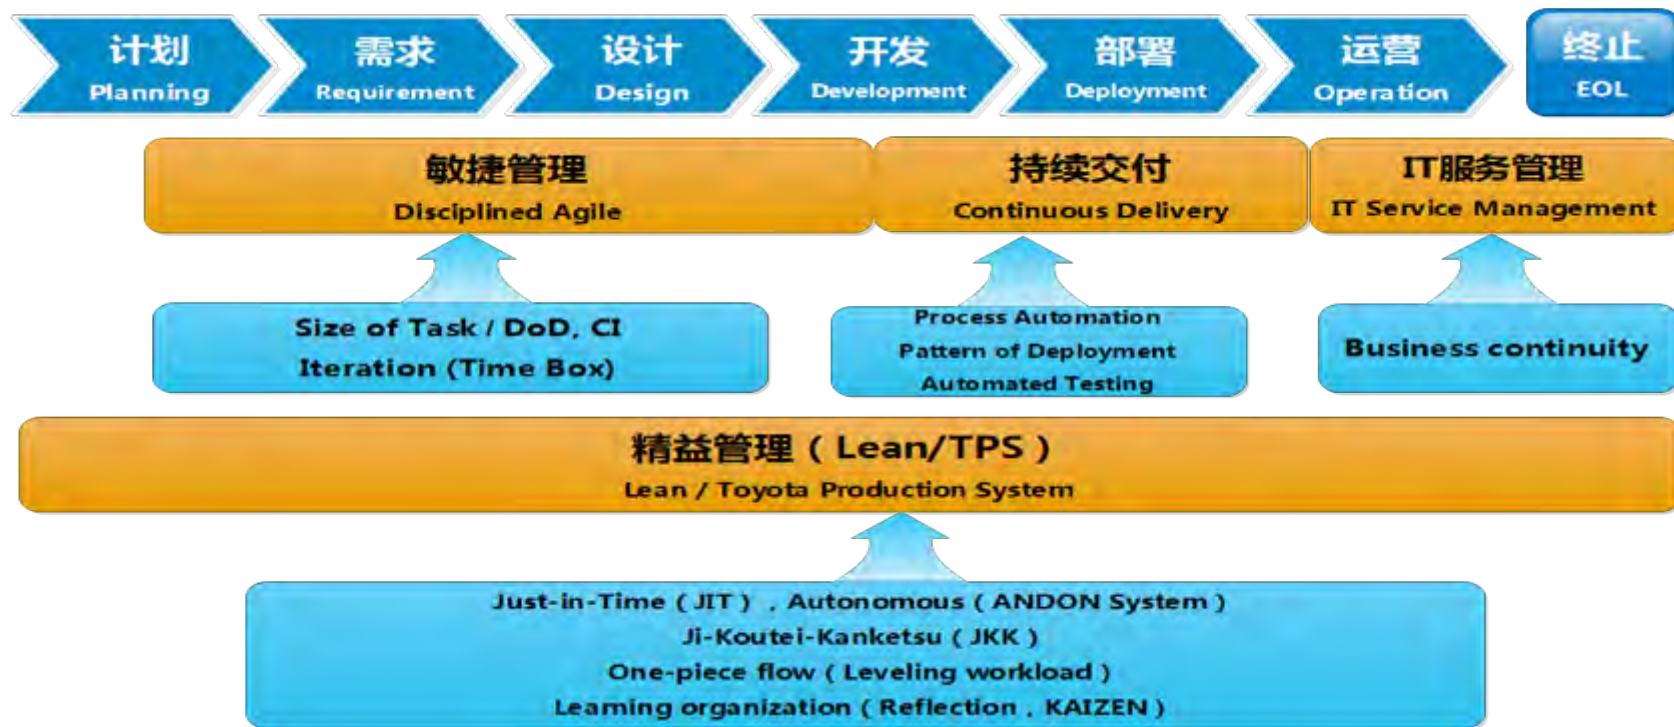 计划
Planning
需求
Requirement
设计
Design
开发
Development
部署
Deployment
运营
Operation
终止
EOL
敏捷管理
Disciplined Agile
持续交付
Continuous Delivery
IT服务管理
IT Service Management
Size of Task / DoD, CI
Iteration (Time Box)
Process Automation
Pattern of Deployment
Automated Testing
Business continuity
精益管理（Lean/TPS）
Lean / Toyota Production System
Just-in-Time（JIT）, Autonomous（ANDON System）
Ji-Koutei-Kanketsu（JKK）
One-piece flow（Leveling workload）
Learning organization（Reflection , KAIZEN）